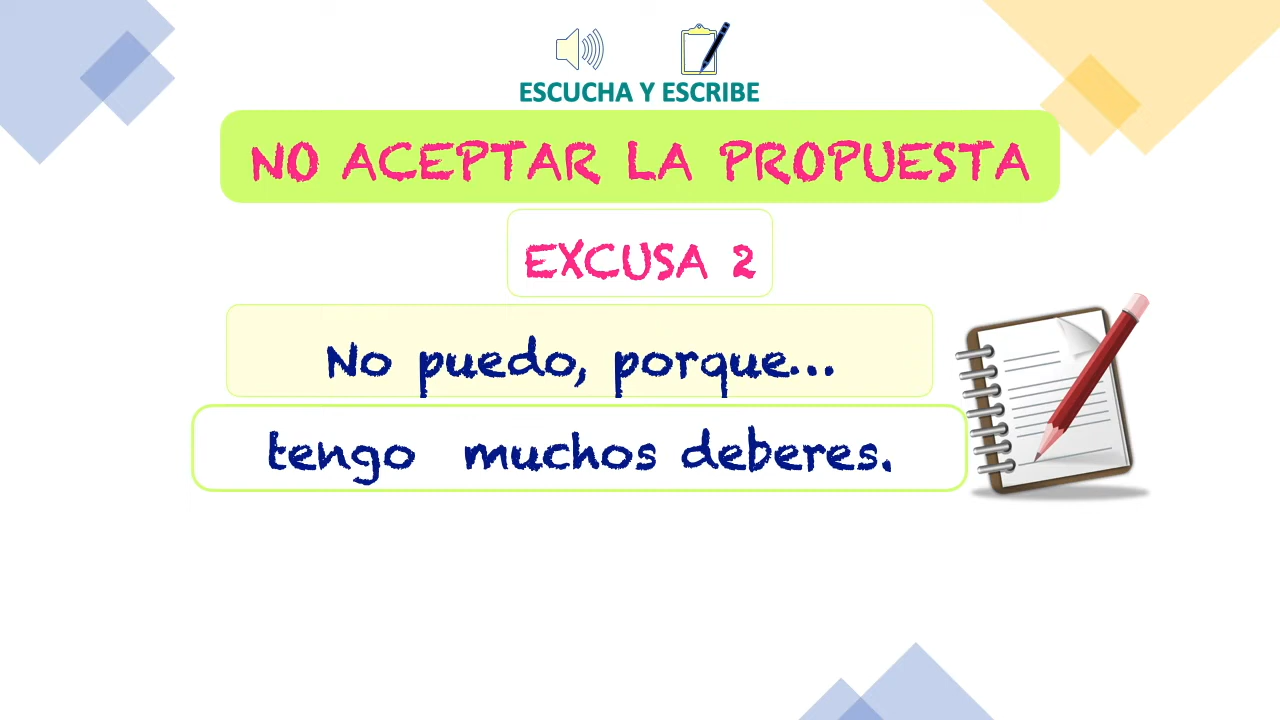 ESCUCHA Y ESCRIBE
NO ACEPTAR LA PROPUESTA
EXCUSA 2
No puedo, porque...
tengo muchos deberes.